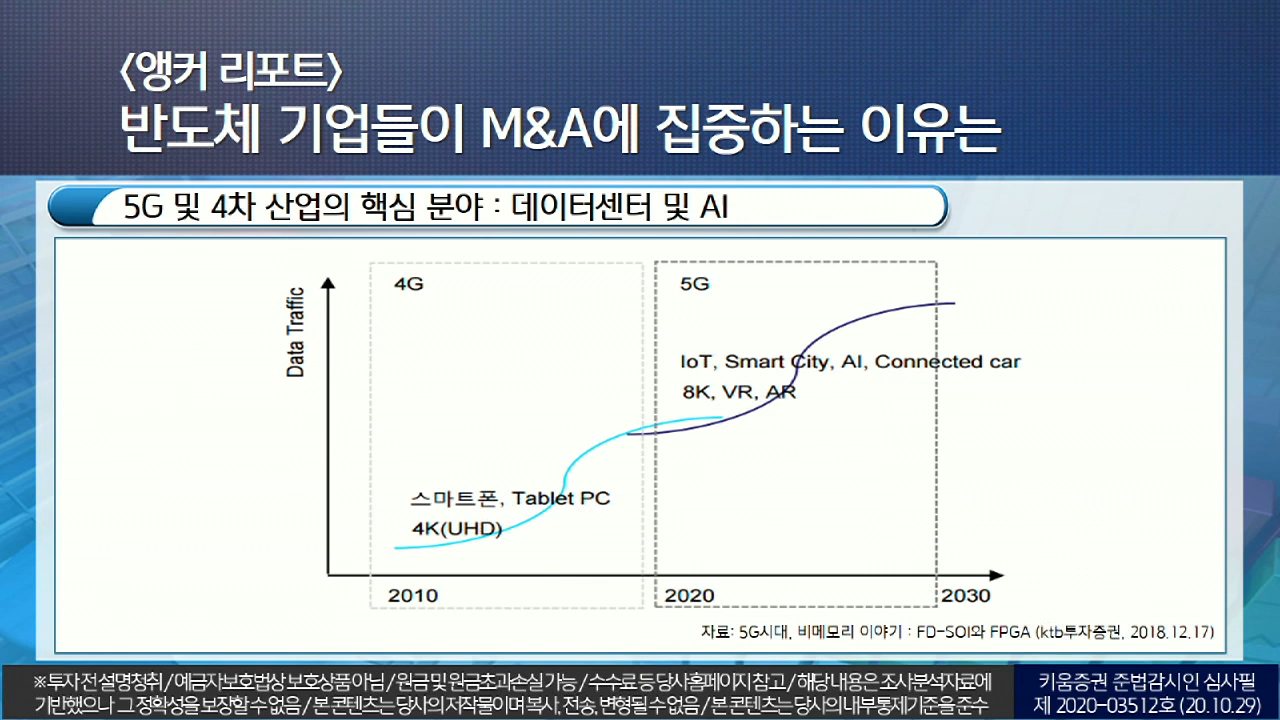 <앵커 리포트>
반도체 기업들이 M&A에 집중하는 이유는
5G 및 4차 산업의 핵심 분야 : 데이터센터 및 AI
4G
5G
Data Traffic
IoT, Smart City, AI, Connected car
8K, VR, AR
스마트폰, Tablet PC
4K(UHD)
2010
2020
2030
자료: 5G시대, 비메모리 이야기 : FD-SOI와 FPGA (ktb투자증권, 2018.12.17)
※ 투자 전 설명청취 / 예금자보호법상 보호상품 아님 / 원금 및 원금초과손실 가능 / 수수료 등 당사홈페이지 참고 / 해당 내용은 조사분석자료에
기반했으나 그 정확성을 보장할 수 없음 / 본 콘텐츠는 당사의 저작물이며 복사, 전송, 변형될 수 없음 / 본 콘텐츠는 당사의 내부통제기준을 준수
키움증권 준법감시인 심사필
제 2020-03512호 (20.10.29)